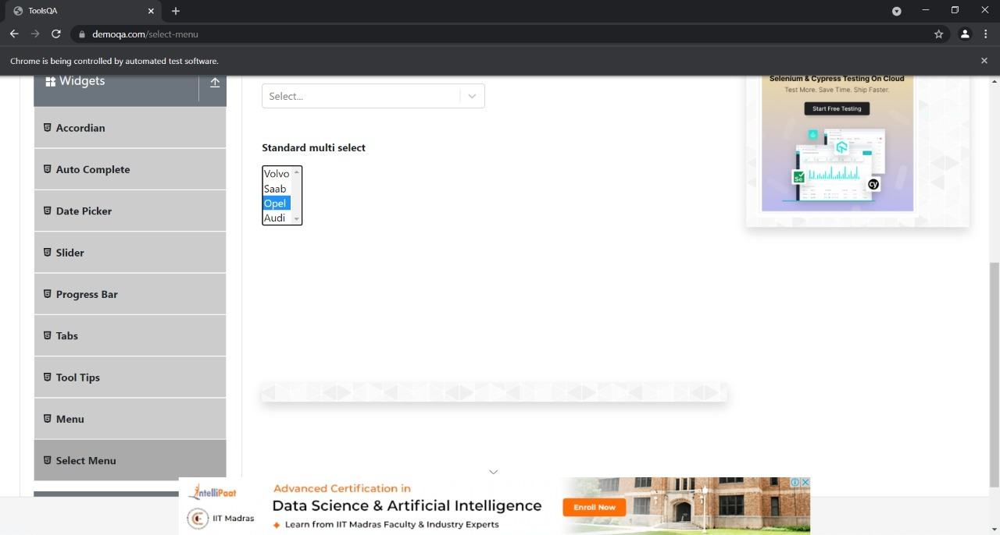 ToolsQA
demoqa.com/select-menu
Chrome is being controlled by automated test software.
Widgets
Accordian
Auto Complete
Date Picker
Slider
Progress Bar
Tabs
Tool Tips
Menu
Select Menu
Select...
Standard multi select
Volvo
Saab
Opel
Audi
Selenium & Cypress Testing On Cloud
Test More. Save Time. Ship Faster.
Start Free Testing
Se
cy
IntelliPaat
IIT Madras
Advanced Certification in
Data Science & Artificial Intelligence
Learn from IIT Madras Faculty & Industry Experts
Enroll Now